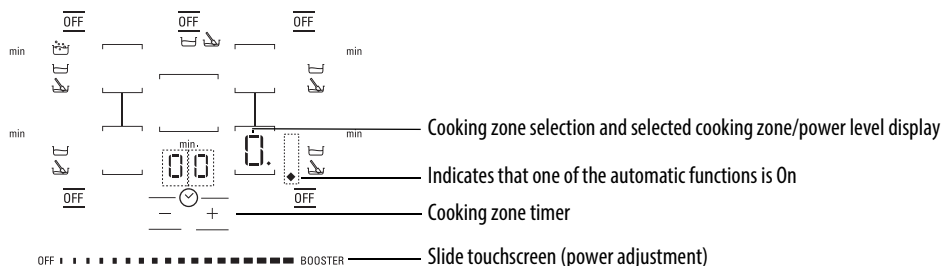 OFF OFF OFF
min min
Cooking zone selection and selected cooking zone/power level display
min min
min.
00 0.
Indicates that one of the automatic functions is On
OFF OFF
Cooking zone timer
− +
OFF BOOSTER
Slide touchscreen (power adjustment)